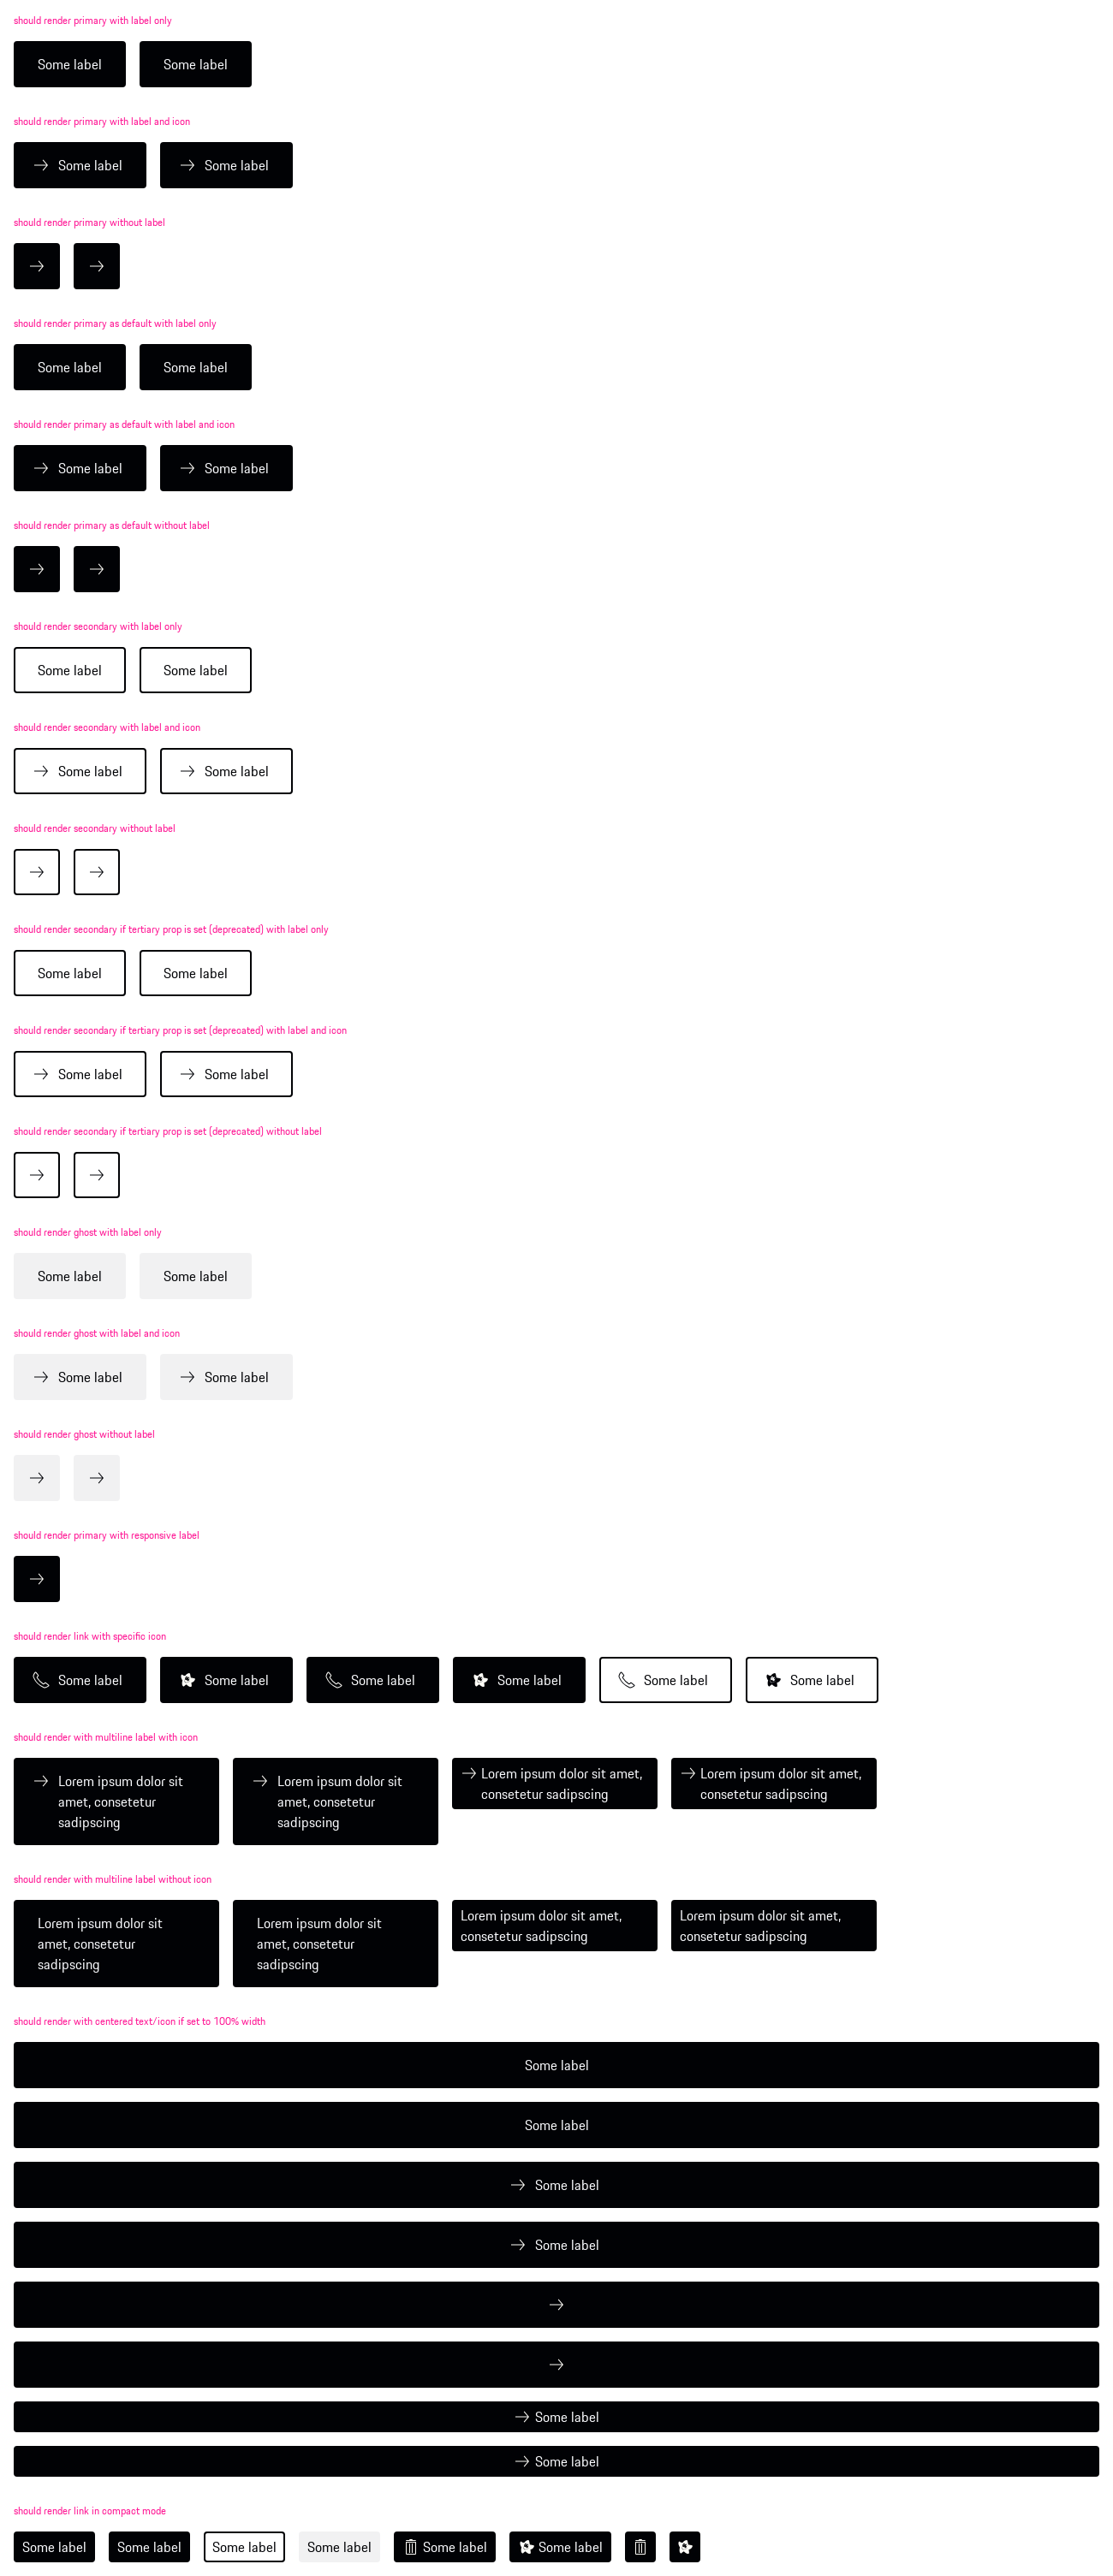 should render primary with label only
Some label Some label
should render primary with label and icon
Some label Some label
should render primary without label
should render primary as default with label only
Some label Some label
should render primary as default with label and icon
Some label Some label
should render primary as default without label
should render secondary with label only
Some label Some label
should render secondary with label and icon
Some label Some label
should render secondary without label
should render secondary if tertiary prop is set (deprecated) with label only
Some label Some label
should render secondary if tertiary prop is set (deprecated) with label and icon
Some label Some label
should render secondary if tertiary prop is set (deprecated) without label
should render ghost with label only
Some label Some label
should render ghost with label and icon
Some label Some label
should render ghost without label
should render primary with responsive label
should render link with specific icon
Some label Some label Some label Some label Some label Some label
should render with multiline label with icon
Lorem ipsum dolor sit
amet, consetetur
sadipscing
Lorem ipsum dolor sit
amet, consetetur
sadipscing
Lorem ipsum dolor sit amet,
consetetur sadipscing
Lorem ipsum dolor sit amet,
consetetur sadipscing
should render with multiline label without icon
Lorem ipsum dolor sit
amet, consetetur
sadipscing
Lorem ipsum dolor sit
amet, consetetur
sadipscing
Lorem ipsum dolor sit amet,
consetetur sadipscing
Lorem ipsum dolor sit amet,
consetetur sadipscing
should render with centered text/icon if set to 100% width
Some label
Some label
Some label
Some label
Some label
Some label
should render link in compact mode
Some label Some label Some label Some label Some label Some label